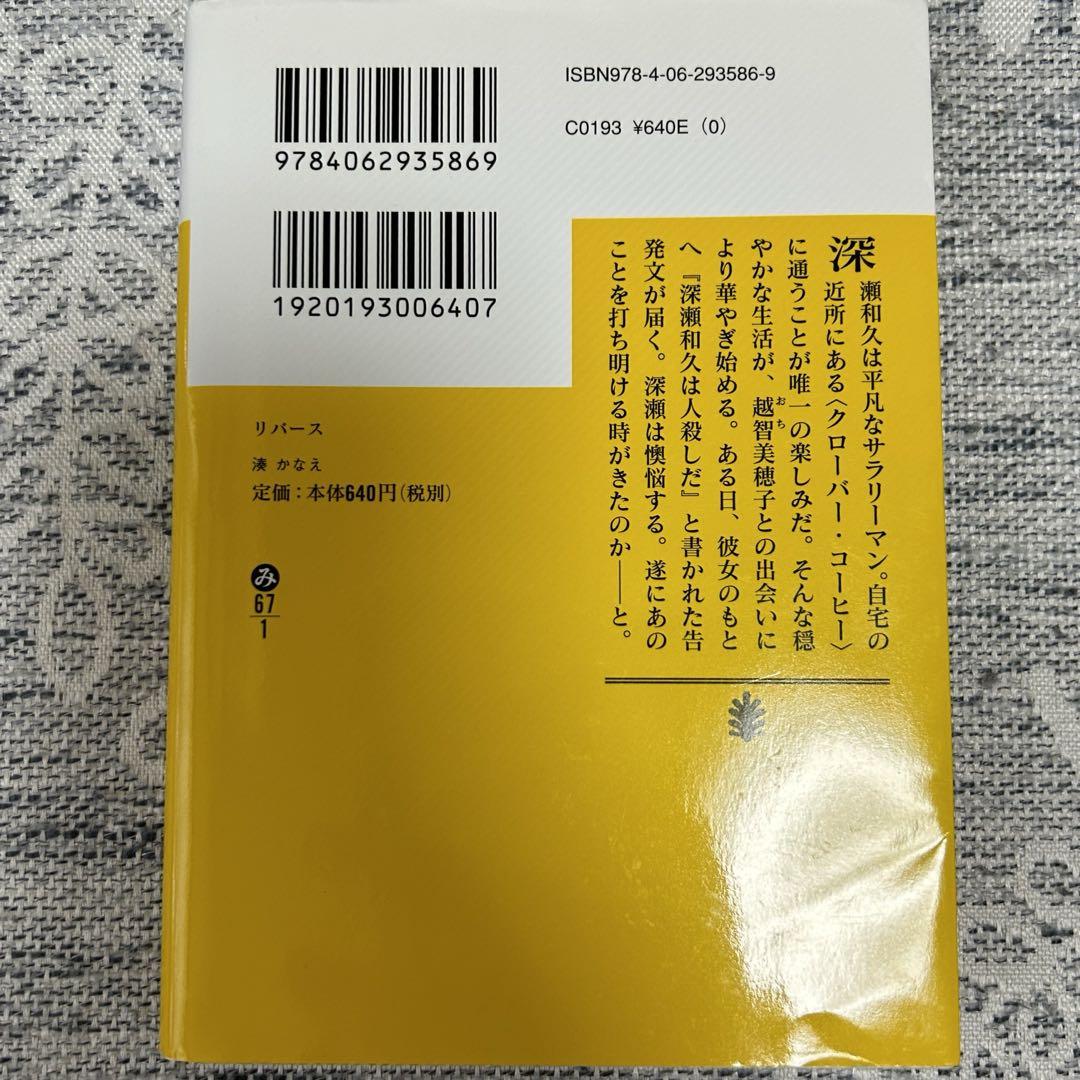 ISBN978-4-06-293586-9
C0193 ¥640E (0)
9784062935869
1920193006407
深瀬和久は平凡なサラリーマン。自宅の
近所にある〈クローバー・コーヒー〉
に通うことが唯一の楽しみだ。そんな穏
やかな生活が、越智美穂子との出会いに
おち
より華やぎ始める。ある日、彼女のもと
へ『深瀬和久は人殺しだ』と書かれた告
発文が届く。深瀬は懊悩する。遂にあの
ことを打ち明ける時がきたのか――と。
リバース
湊 かなえ
定価:本体640円(税別)
み
67
1